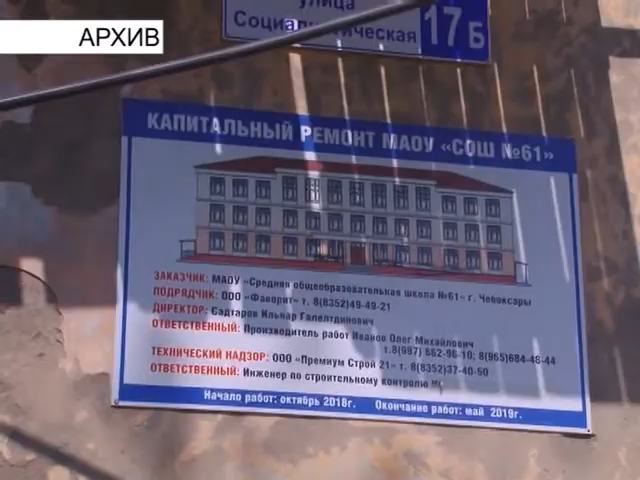 АРХИВ
улица
Социалистическая
17 Б
КАПИТАЛЬНЫЙ РЕМОНТ МАОУ «СОШ №61»
ЗАКАЗЧИК: МАОУ «Средняя общеобразовательная школа №61» г. Чебоксары
ПОДРЯДЧИК: ООО «Фаворит» т. 8(8352)49-49-21
ДИРЕКТОР: Садтаров Ильнар Галелтдинович
ОТВЕТСТВЕННЫЙ: Производитель работ Иванов Олег Михайлович
т.8(987) 662-96-10; 8(965)684-48-44
ТЕХНИЧЕСКИЙ НАДЗОР: ООО «Премиум Строй 21» т. 8(8352)37-40-50
ОТВЕТСТВЕННЫЙ: Инженер по строительному контролю
Начало работ: октябрь 2018г. Окончание работ: май 2019г.